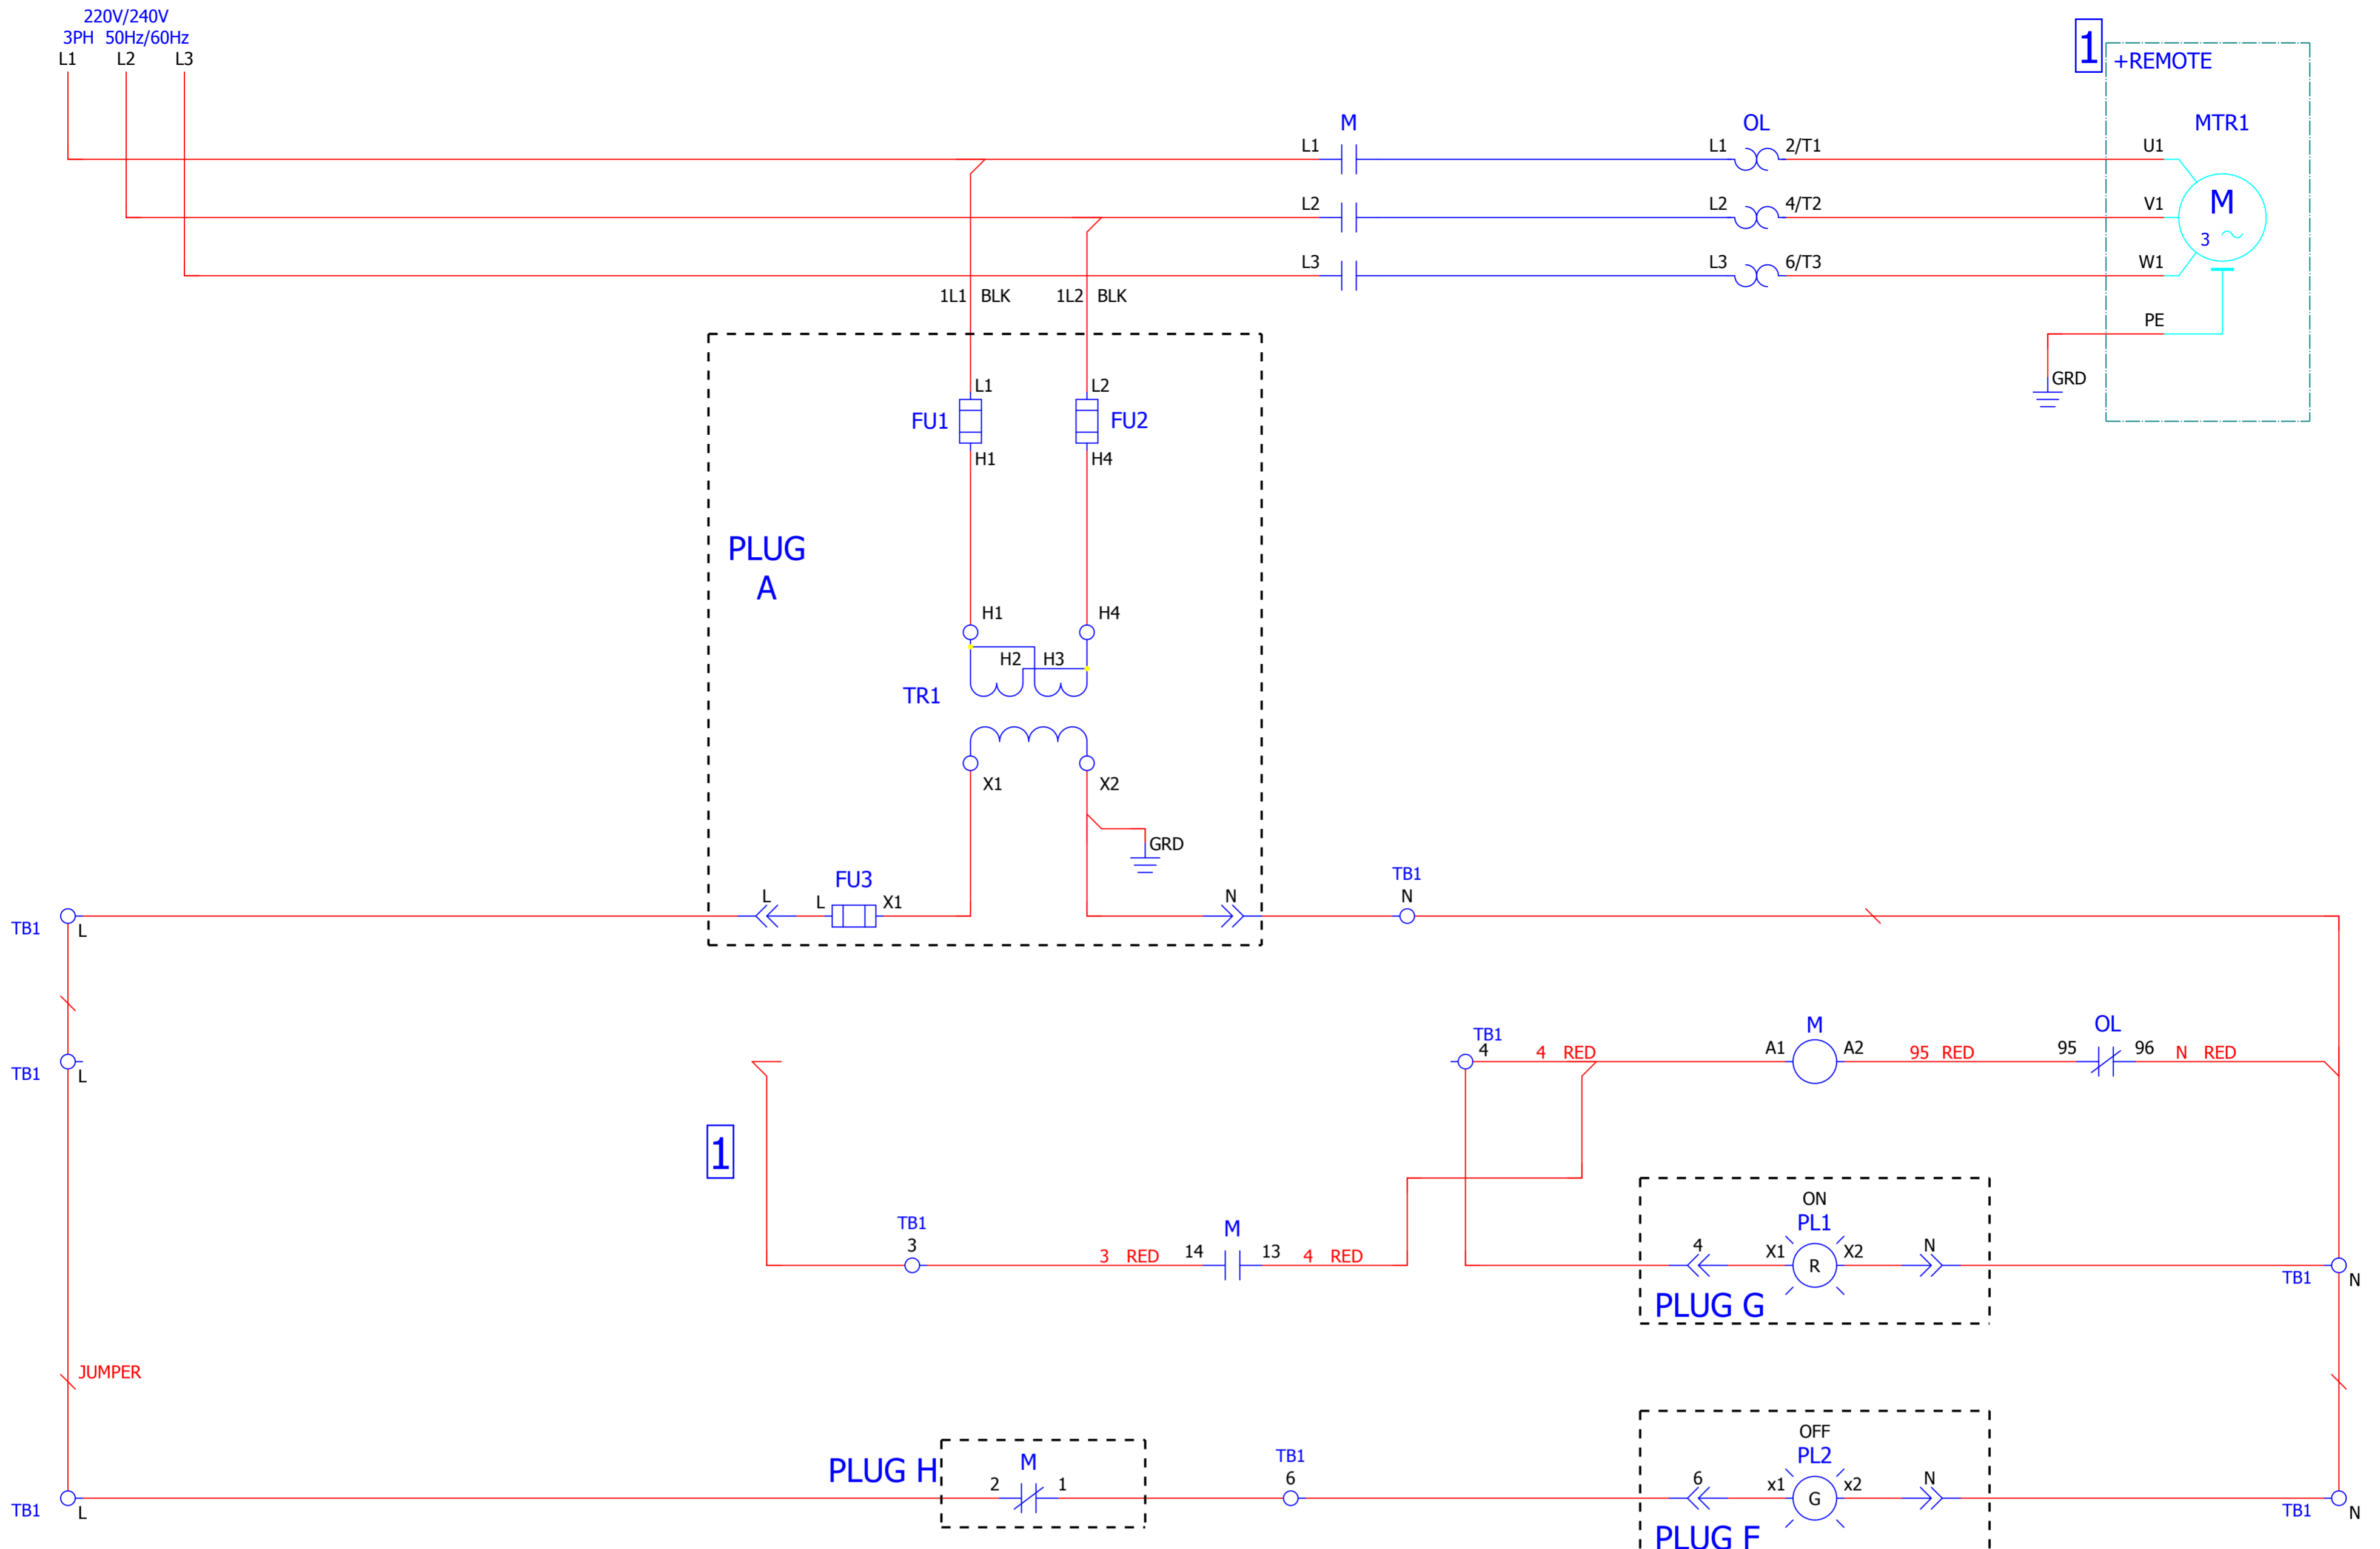 220V/240V
3PH 50Hz/60Hz
L1 L2 L3
1
+REMOTE
M OL MTR1
L1 L1 2/T1 U1
M
L2 L2 4/T2 V1
3
L3 L3 6/T3 W1
1L1 BLK 1L2 BLK
PE
GRD
L1 L2
FU1 FU2
H1 H4
PLUG
A
H1 H4
H2 H3
TR1
X1 X2
GRD
FU3 TB1
L L X1 N N
TB1 L
M OL
TB1
4 4 RED A1 A2 95 RED 95 96 N RED
TB1 L
1
ON
TB1 M PL1
3 3 RED 14 13 4 RED 4 X1 R X2 N
TB1 N
PLUG G
JUMPER
OFF
PLUG H M TB1 PL2
2 1 6 6 x1 G x2 N
TB1 L TB1 N
PLUG F